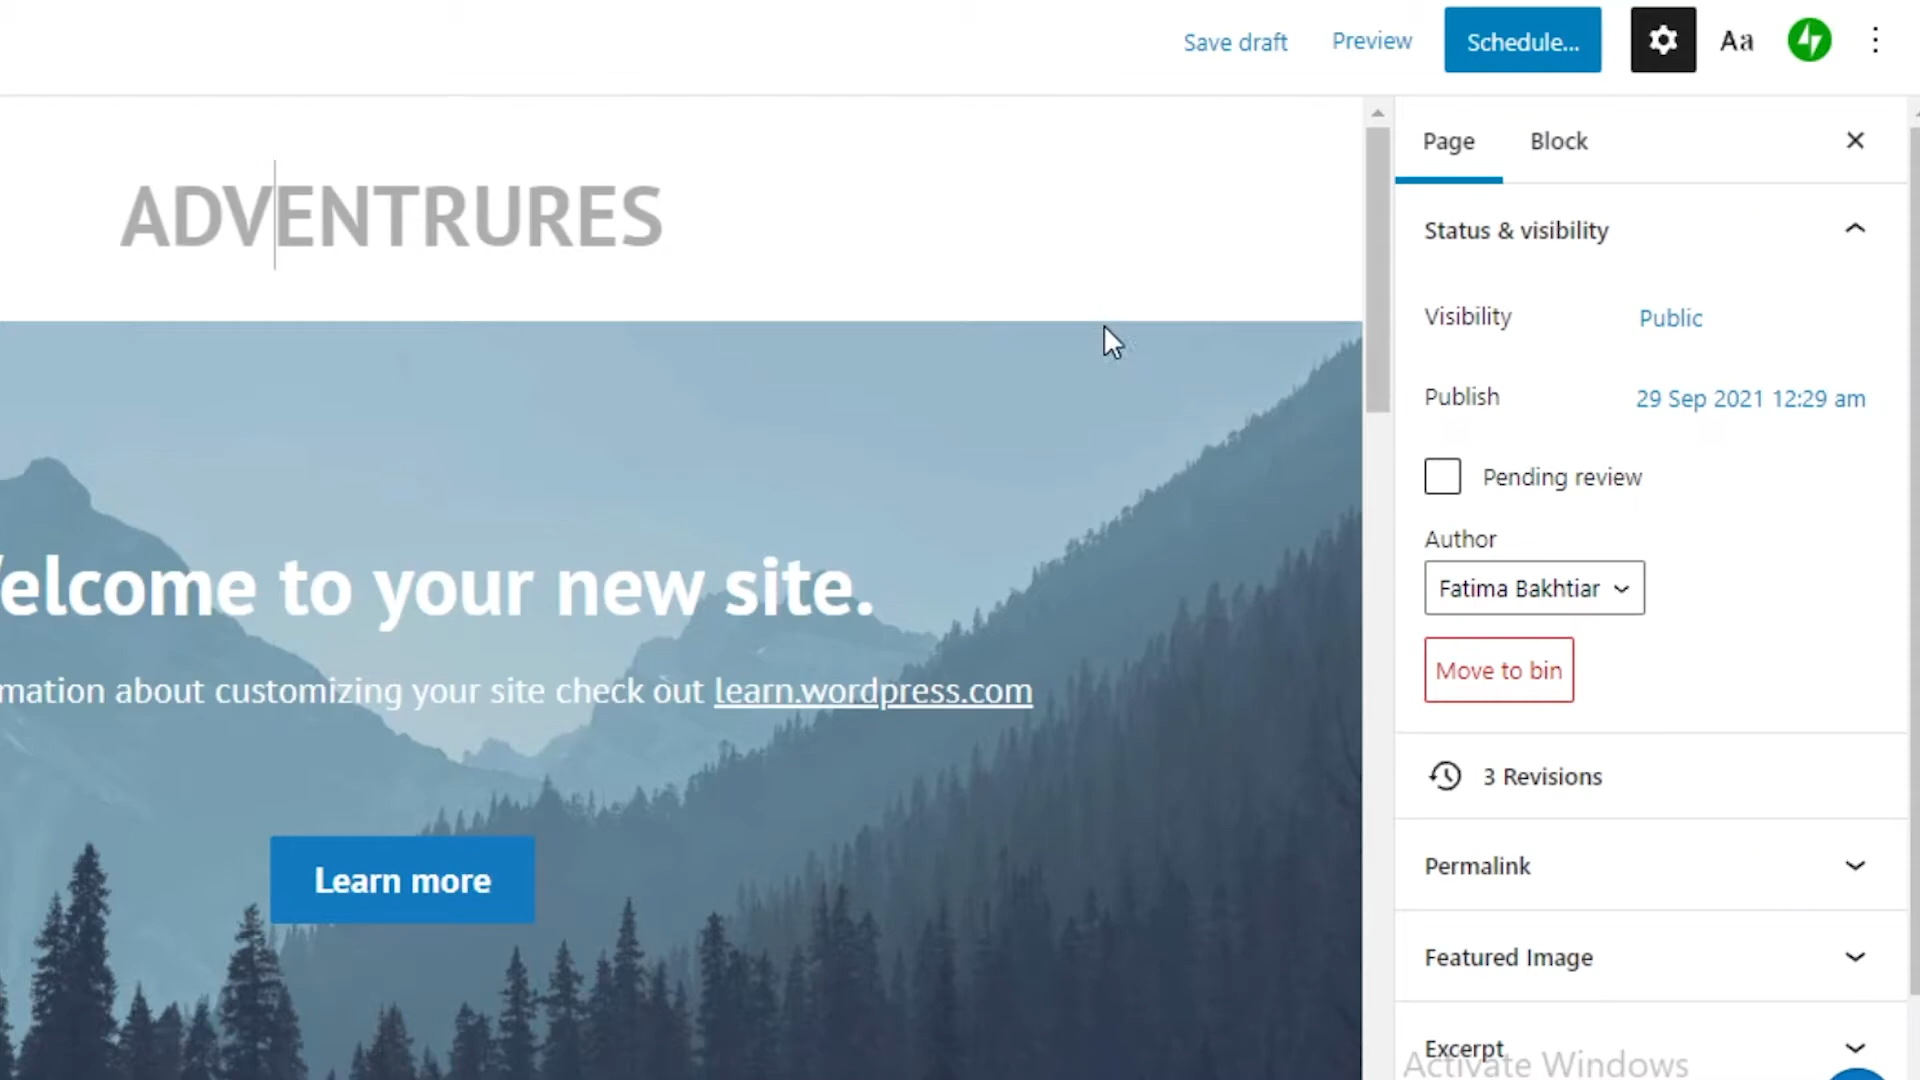 Save draft Preview Schedule... Aa
Page Block
ADVENTRURES
Status & visibility
Visibility Public
Publish 29 Sep 2021 12:29 am
Pending review
Author
Fatima Bakhtiar
elcome to your new site.
Move to bin
mation about customizing your site check out learn.wordpress.com
3 Revisions
Learn more
Permalink
Featured Image
Excerpt
Activate Windows